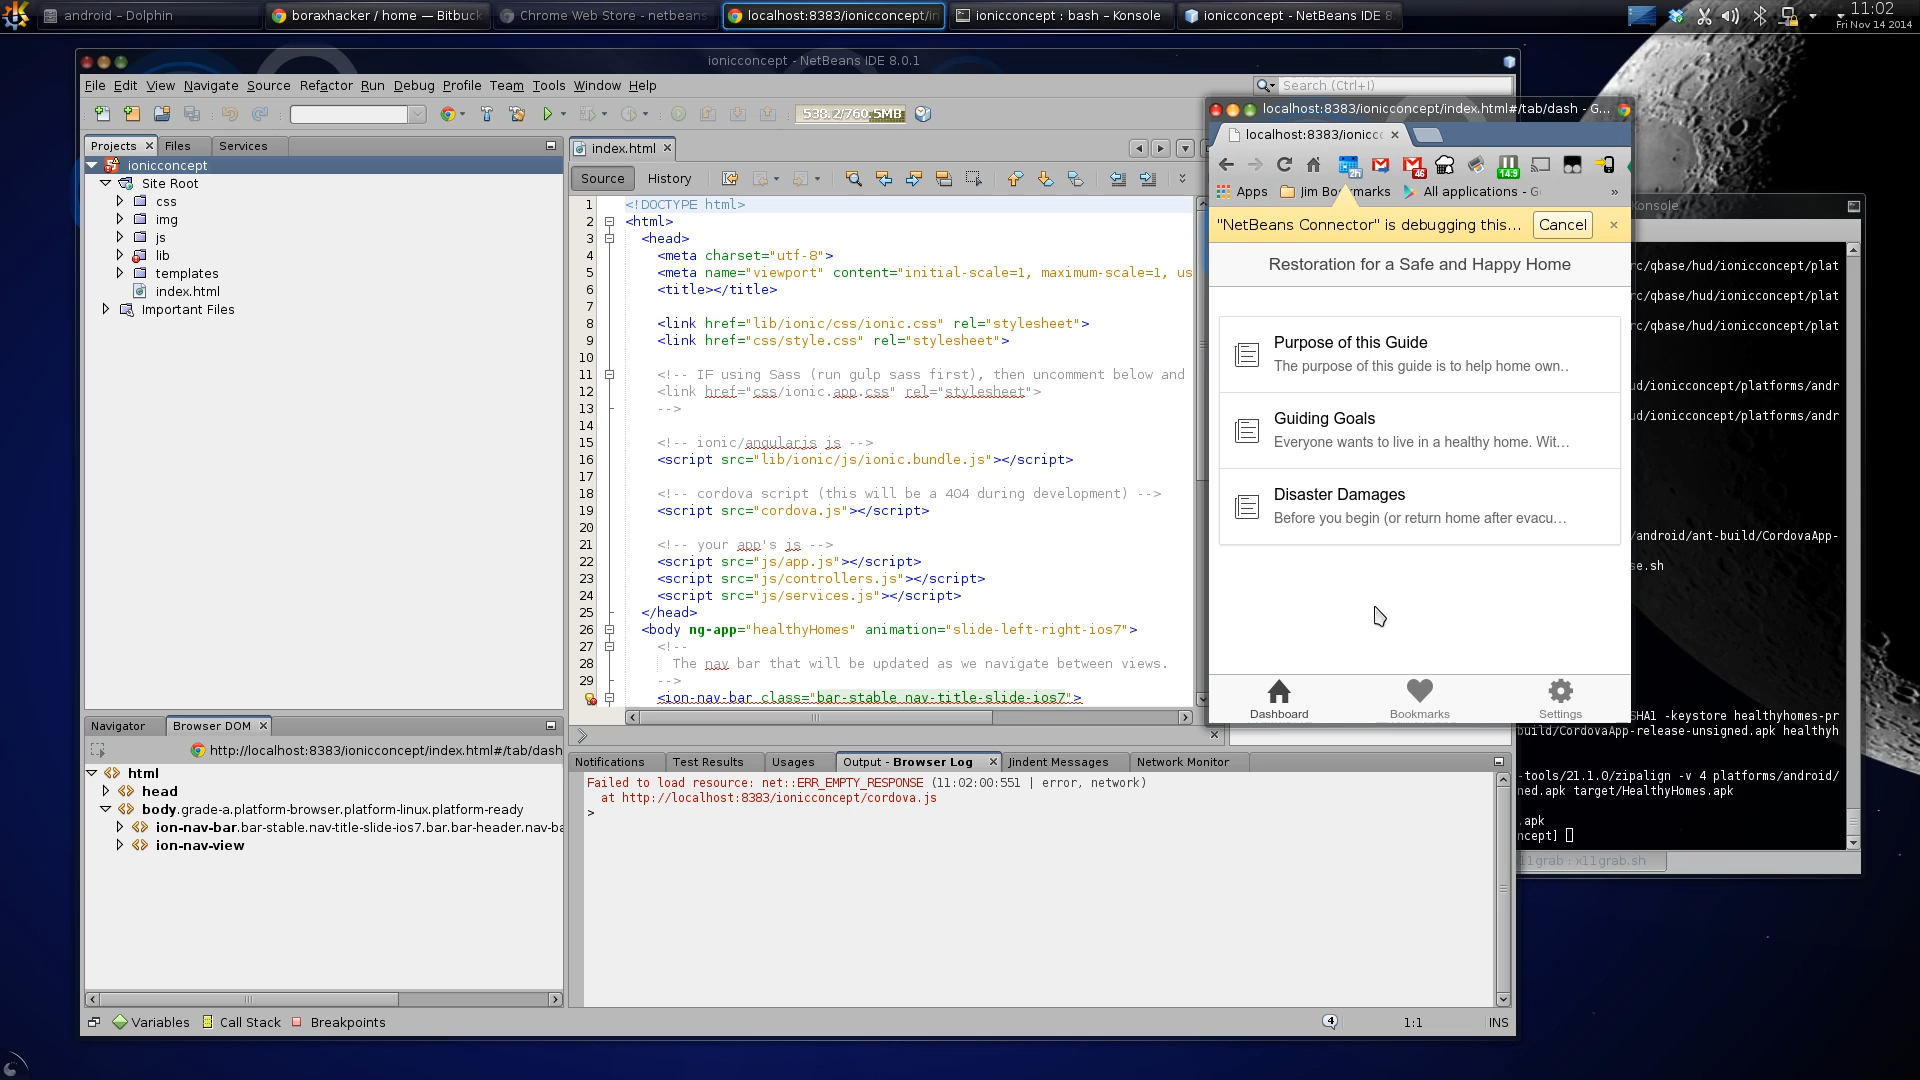 android – Dolphin
boraxhacker / home — Bitbuck
Chrome Web Store - netbeans
localhost:8383/ionicconcept/in
ionicconcept : bash – Konsole
ionicconcept - NetBeans IDE 8.
11:02
Fri Nov 14 2014
ionicconcept - NetBeans IDE 8.0.1
File Edit View Navigate Source Refactor Run Debug Profile Team Tools Window Help
Search (Ctrl+I)
538.2/760.5MB
Projects
Files
Services
ionicconcept
Site Root
css
img
js
lib
templates
index.html
Important Files
index.html
Source
History
1 <!DOCTYPE html>
2 <html>
3 <head>
4 <meta charset="utf-8">
5 <meta name="viewport" content="initial-scale=1, maximum-scale=1, us
6 <title></title>
7
8 <link href="lib/ionic/css/ionic.css" rel="stylesheet">
9 <link href="css/style.css" rel="stylesheet">
10
11 <!-- IF using Sass (run gulp sass first), then uncomment below and
12 <link href="css/ionic.app.css" rel="stylesheet">
13 -->
14
15 <!-- ionic/angularjs js -->
16 <script src="lib/ionic/js/ionic.bundle.js"></script>
17
18 <!-- cordova script (this will be a 404 during development) -->
19 <script src="cordova.js"></script>
20
21 <!-- your app's js -->
22 <script src="js/app.js"></script>
23 <script src="js/controllers.js"></script>
24 <script src="js/services.js"></script>
25 </head>
26 <body ng-app="healthyHomes" animation="slide-left-right-ios7">
27 <!--
28 The nav bar that will be updated as we navigate between views.
29 -->
<ion-nav-bar class="bar-stable nav-title-slide-ios7">
localhost:8383/ionicconcept/index.html#/tab/dash - G...
localhost:8383/ionicc
2h
46
14.9
Apps
Jim Bookmarks
All applications - G
»
"NetBeans Connector" is debugging this...
Cancel
Restoration for a Safe and Happy Home
Purpose of this Guide
The purpose of this guide is to help home own..
Guiding Goals
Everyone wants to live in a healthy home. Wit...
Disaster Damages
Before you begin (or return home after evacu...
Dashboard
Bookmarks
Settings
Konsole
rc/qbase/hud/ionicconcept/plat
rc/qbase/hud/ionicconcept/plat
rc/qbase/hud/ionicconcept/plat
ud/ionicconcept/platforms/andr
ud/ionicconcept/platforms/andr
/android/ant-build/CordovaApp-
se.sh
SHA1 -keystore healthyhomes-pr
build/CordovaApp-release-unsigned.apk healthyh
-tools/21.1.0/zipalign -v 4 platforms/android/
ned.apk target/HealthyHomes.apk
.apk
ncept]
x11grab.sh
Navigator
Browser DOM
http://localhost:8383/ionicconcept/index.html#/tab/dash
html
head
body.grade-a.platform-browser.platform-linux.platform-ready
ion-nav-bar.bar-stable.nav-title-slide-ios7.bar.bar-header.nav-ba
ion-nav-view
Notifications
Test Results
Usages
Output - Browser Log
Jindent Messages
Network Monitor
Failed to load resource: net::ERR_EMPTY_RESPONSE (11:02:00:551 | error, network)
at http://localhost:8383/ionicconcept/cordova.js
>
Variables
Call Stack
Breakpoints
4
1:1
INS